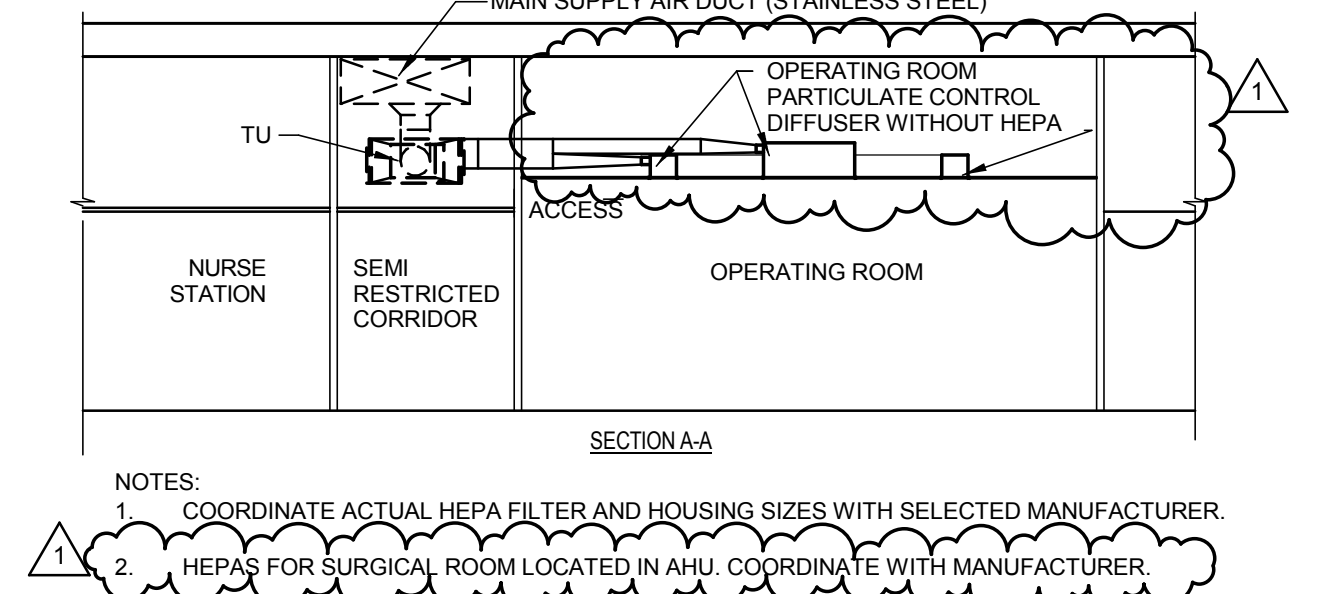 MAIN SUPPLY AIR DUCT (STAINLESS STEEL)
OPERATING ROOM
PARTICULATE CONTROL
DIFFUSER WITHOUT HEPA
1
TU
ACCESS
NURSE
STATION
SEMI
RESTRICTED
CORRIDOR
OPERATING ROOM
SECTION A-A
NOTES:
1. COORDINATE ACTUAL HEPA FILTER AND HOUSING SIZES WITH SELECTED MANUFACTURER.
1
2. HEPAS FOR SURGICAL ROOM LOCATED IN AHU. COORDINATE WITH MANUFACTURER.